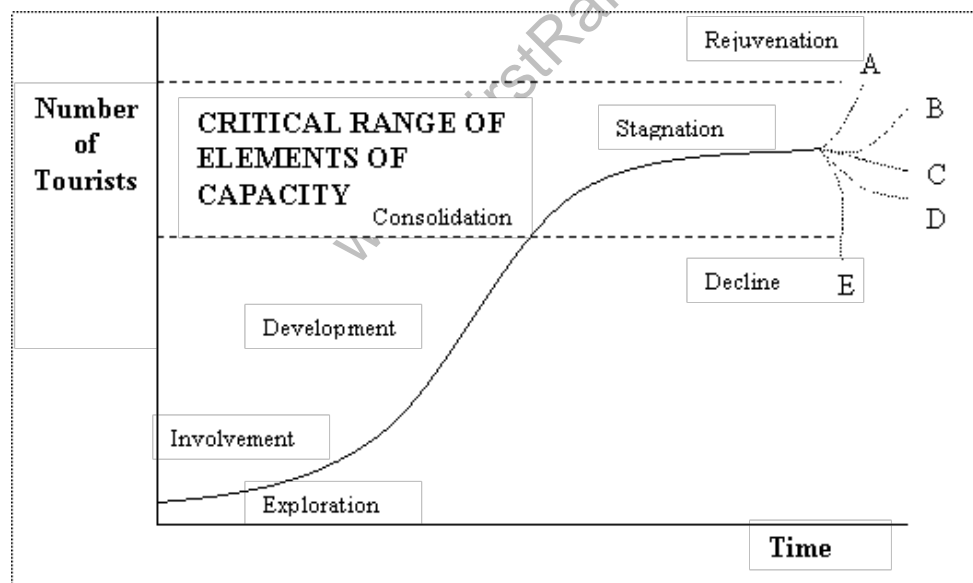 Rejuvenation
A
Number
of
Tourists
CRITICAL RANGE OF
ELEMENTS OF
CAPACITY
Stagnation
B
C
Consolidation
D
Decline
E
Development
Involvement
Exploration
Time